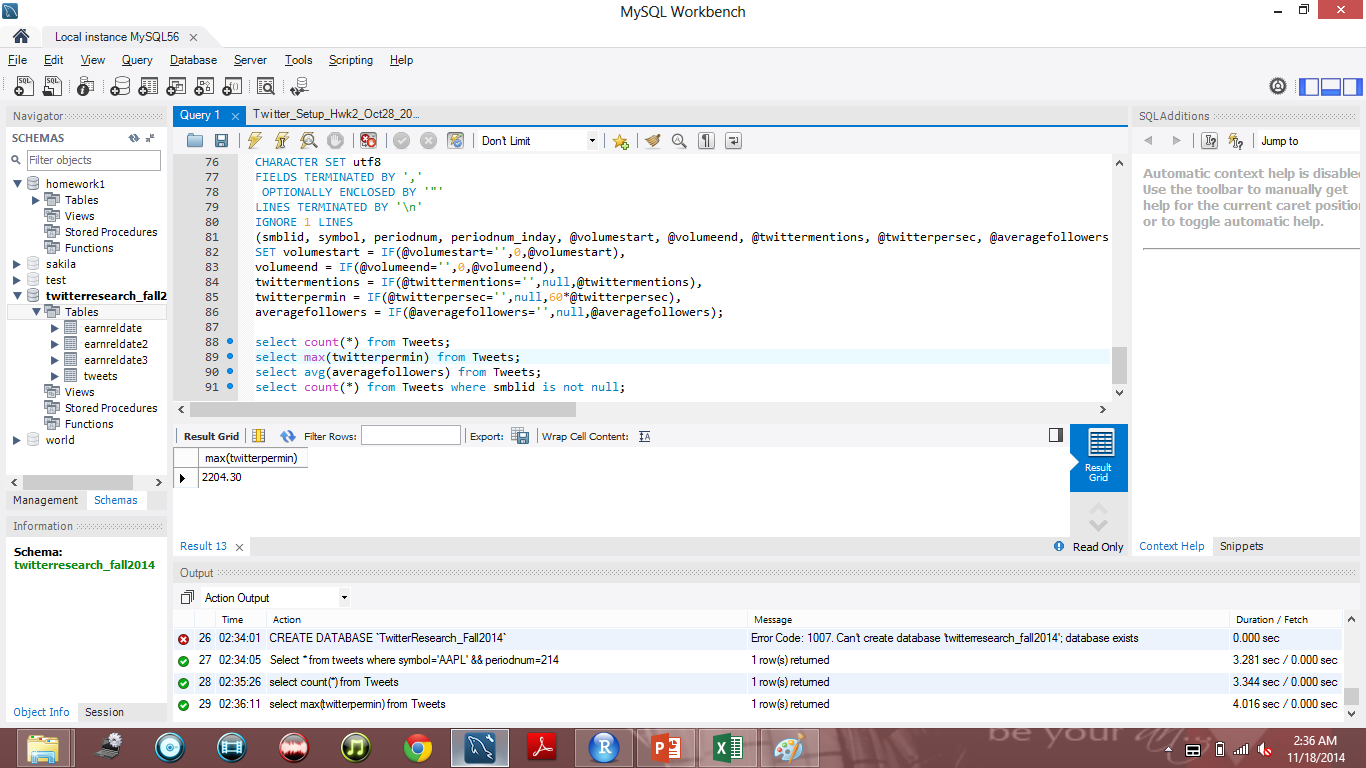 MySQL Workbench
Local instance MySQL56
File Edit View Query Database Server Tools Scripting Help
Navigator
SCHEMAS
Filter objects
homework1
Tables
Views
Stored Procedures
Functions
sakila
test
twitterresearch_fall2
Tables
earnreldate
earnreldate2
earnreldate3
tweets
Views
Stored Procedures
Functions
world
Management Schemas
Information
Schema:
twitterresearch_fall2014
Object Info Session
Query 1 Twitter_Setup_Hwk2_Oct28_20...
Don't Limit
76 CHARACTER SET utf8
77 FIELDS TERMINATED BY ','
78 OPTIONALLY ENCLOSED BY '"'
79 LINES TERMINATED BY '\n'
80 IGNORE 1 LINES
81 (smblid, symbol, periodnum, periodnum_inday, @volumestart, @volumeend, @twittermentions, @twitterpersec, @averagefollowers
82 SET volumestart = IF(@volumestart='',0,@volumestart),
83 volumeend = IF(@volumeend='',0,@volumeend),
84 twittermentions = IF(@twittermentions='',null,@twittermentions),
85 twitterpermin = IF(@twitterpersec='',null,60*@twitterpersec),
86 averagefollowers = IF(@averagefollowers='',null,@averagefollowers);
87
88 select count(*) from Tweets;
89 select max(twitterpermin) from Tweets;
90 select avg(averagefollowers) from Tweets;
91 select count(*) from Tweets where smblid is not null;
Result Grid Filter Rows: Export: Wrap Cell Content:
max(twitterpermin)
2204.30
Result Grid
Result 13
Read Only
SQLAdditions
Jump to
Automatic context help is disable
Use the toolbar to manually get
help for the current caret position
or to toggle automatic help.
Context Help Snippets
Output
Action Output
Time Action Message Duration / Fetch
26 02:34:01 CREATE DATABASE `TwitterResearch_Fall2014` Error Code: 1007. Can't create database 'twitterresearch_fall2014'; database exists 0.000 sec
27 02:34:05 Select * from tweets where symbol='AAPL' && periodnum=214 1 row(s) returned 3.281 sec / 0.000 sec
28 02:35:26 select count(*) from Tweets 1 row(s) returned 3.344 sec / 0.000 sec
29 02:36:11 select max(twitterpermin) from Tweets 1 row(s) returned 4.016 sec / 0.000 sec
be your
2:36 AM
11/18/2014